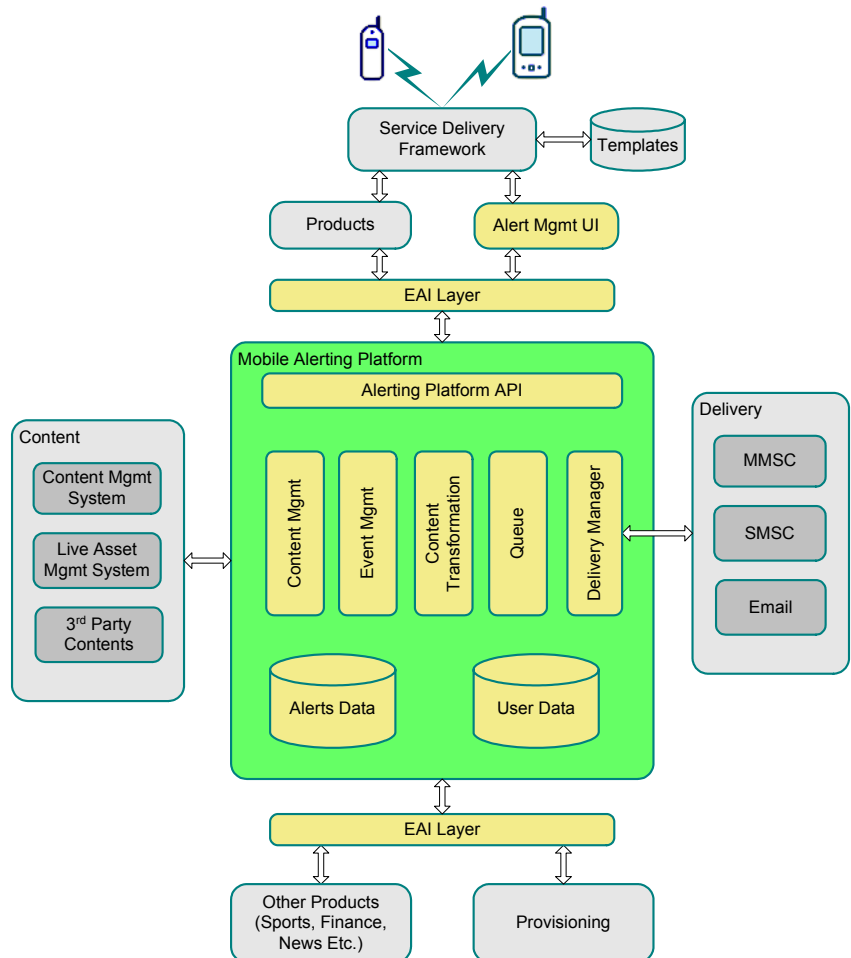 Service Delivery
Framework
Templates
Products
Alert Mgmt UI
EAI Layer
Mobile Alerting Platform
Alerting Platform API
Content
Content Mgmt
System
Live Asset
Mgmt System
3rd Party
Contents
Content Mgmt
Event Mgmt
Content
Transformation
Queue
Delivery Manager
Delivery
MMSC
SMSC
Email
Alerts Data
User Data
EAI Layer
Other Products
(Sports, Finance,
News Etc.)
Provisioning